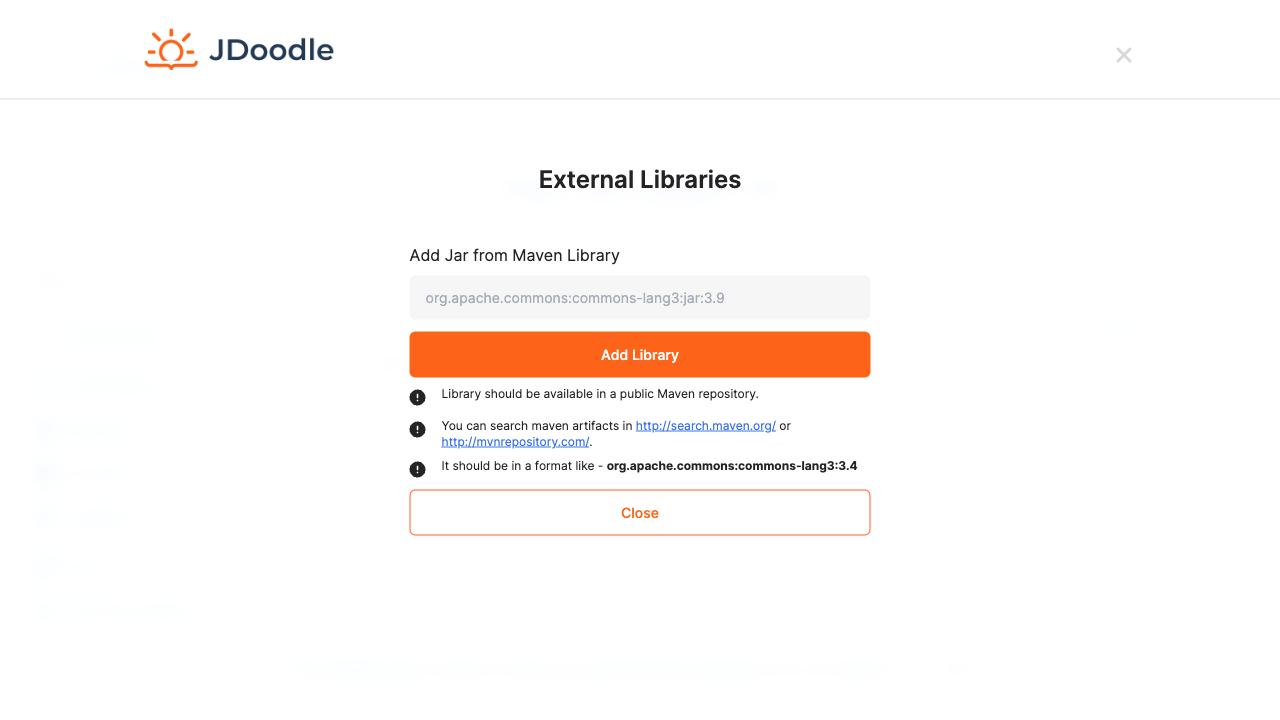 JDoodle
External Libraries
Add Jar from Maven Library
org.apache.commons:commons-lang3:jar:3.9
Add Library
Library should be available in a public Maven repository.
You can search maven artifacts in http://search.maven.org/ or
http://mvnrepository.com/.
It should be in a format like - org.apache.commons:commons-lang3:3.4
Close